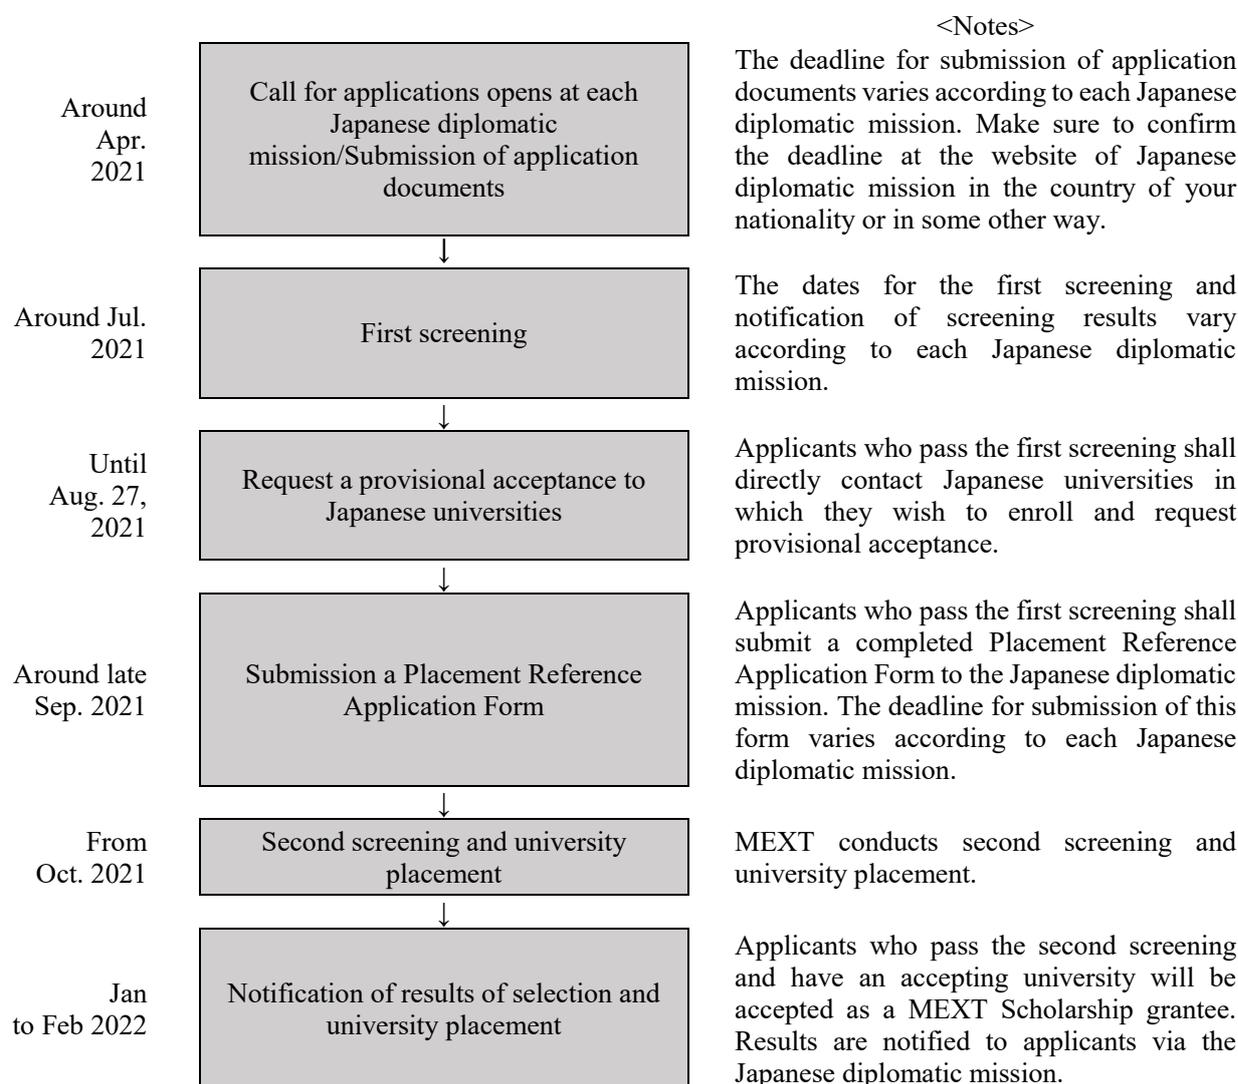 <Notes>
Around
Apr.
2021
Call for applications opens at each
Japanese diplomatic
mission/Submission of application
documents
The deadline for submission of application
documents varies according to each Japanese
diplomatic mission. Make sure to confirm
the deadline at the website of Japanese
diplomatic mission in the country of your
nationality or in some other way.
↓
Around Jul.
2021
First screening
The dates for the first screening and
notification of screening results vary
according to each Japanese diplomatic
mission.
↓
Until
Aug. 27,
2021
Request a provisional acceptance to
Japanese universities
Applicants who pass the first screening shall
directly contact Japanese universities in
which they wish to enroll and request
provisional acceptance.
↓
Around late
Sep. 2021
Submission a Placement Reference
Application Form
Applicants who pass the first screening shall
submit a completed Placement Reference
Application Form to the Japanese diplomatic
mission. The deadline for submission of this
form varies according to each Japanese
diplomatic mission.
↓
From
Oct. 2021
Second screening and university
placement
MEXT conducts second screening and
university placement.
↓
Jan
to Feb 2022
Notification of results of selection and
university placement
Applicants who pass the second screening
and have an accepting university will be
accepted as a MEXT Scholarship grantee.
Results are notified to applicants via the
Japanese diplomatic mission.